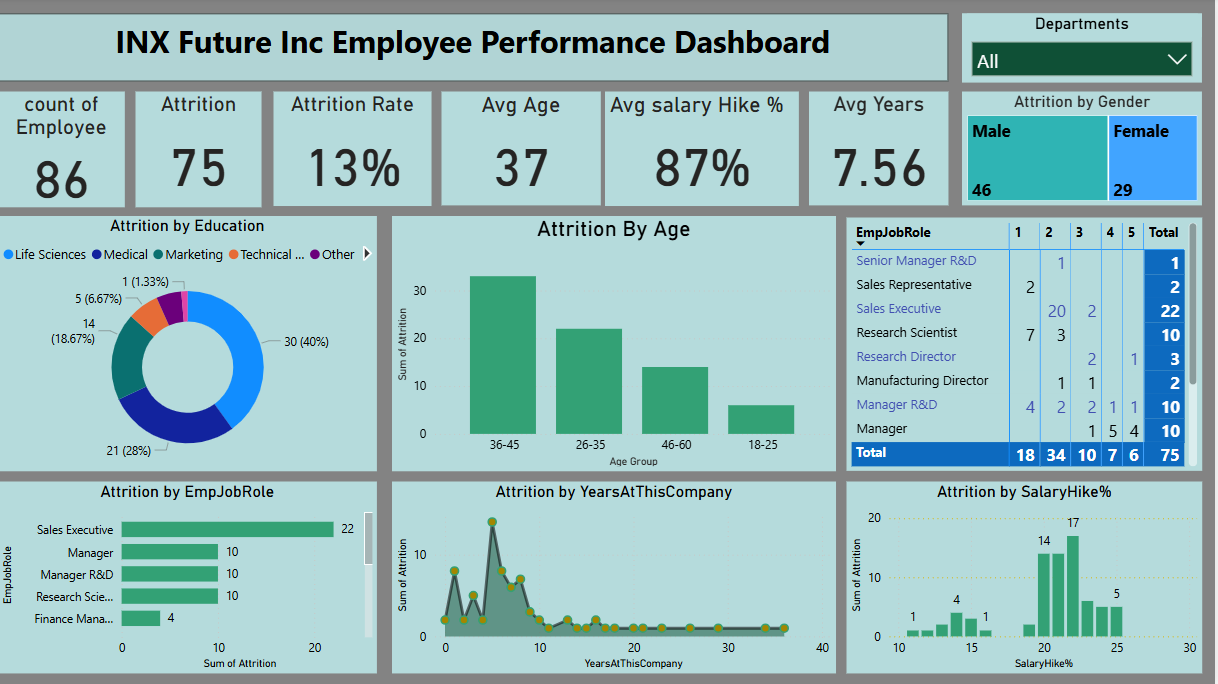 INX Future Inc Employee Performance Dashboard
Departments
All
count of
Employee
86
Attrition
75
Attrition Rate
13%
Avg Age
37
Avg salary Hike %
87%
Avg Years
7.56
Attrition by Gender
Male
46
Female
29
Attrition by Education
Life Sciences
Medical
Marketing
Technical ...
Other
1 (1.33%)
5 (6.67%)
14
(18.67%)
30 (40%)
21 (28%)
Attrition By Age
Sum of Attrition
30
20
10
0
36-45
26-35
46-60
18-25
Age Group
EmpJobRole 1 2 3 4 5 Total
Senior Manager R&D 1 1
Sales Representative 2 2
Sales Executive 20 2 22
Research Scientist 7 3 10
Research Director 2 1 3
Manufacturing Director 1 1 2
Manager R&D 4 2 2 1 1 10
Manager 1 5 4 10
Total 18 34 10 7 6 75
Attrition by EmpJobRole
EmpJobRole
Sales Executive 22
Manager 10
Manager R&D 10
Research Scie... 10
Finance Mana... 4
0 10 20
Sum of Attrition
Attrition by YearsAtThisCompany
Sum of Attrition
10
0
0 10 20 30 40
YearsAtThisCompany
Attrition by SalaryHike%
Sum of Attrition
20
10
0
1
4
1
14
17
5
10 15 20 25 30
SalaryHike%